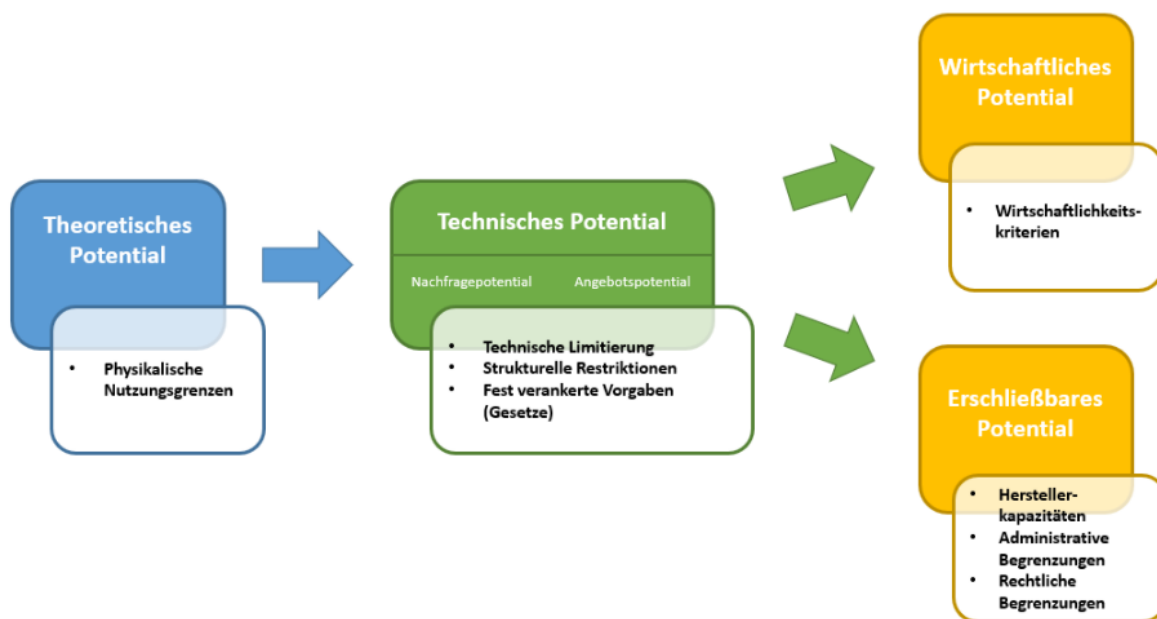 Theoretisches
Potential
• Physikalische
Nutzungsgrenzen
Technisches Potential
Nachfragepotential Angebotspotential
• Technische Limitierung
• Strukturelle Restriktionen
• Fest verankerte Vorgaben
(Gesetze)
Wirtschaftliches
Potential
• Wirtschaftlichkeits-
kriterien
Erschließbares
Potential
• Hersteller-
kapazitäten
• Administrative
Begrenzungen
• Rechtliche
Begrenzungen